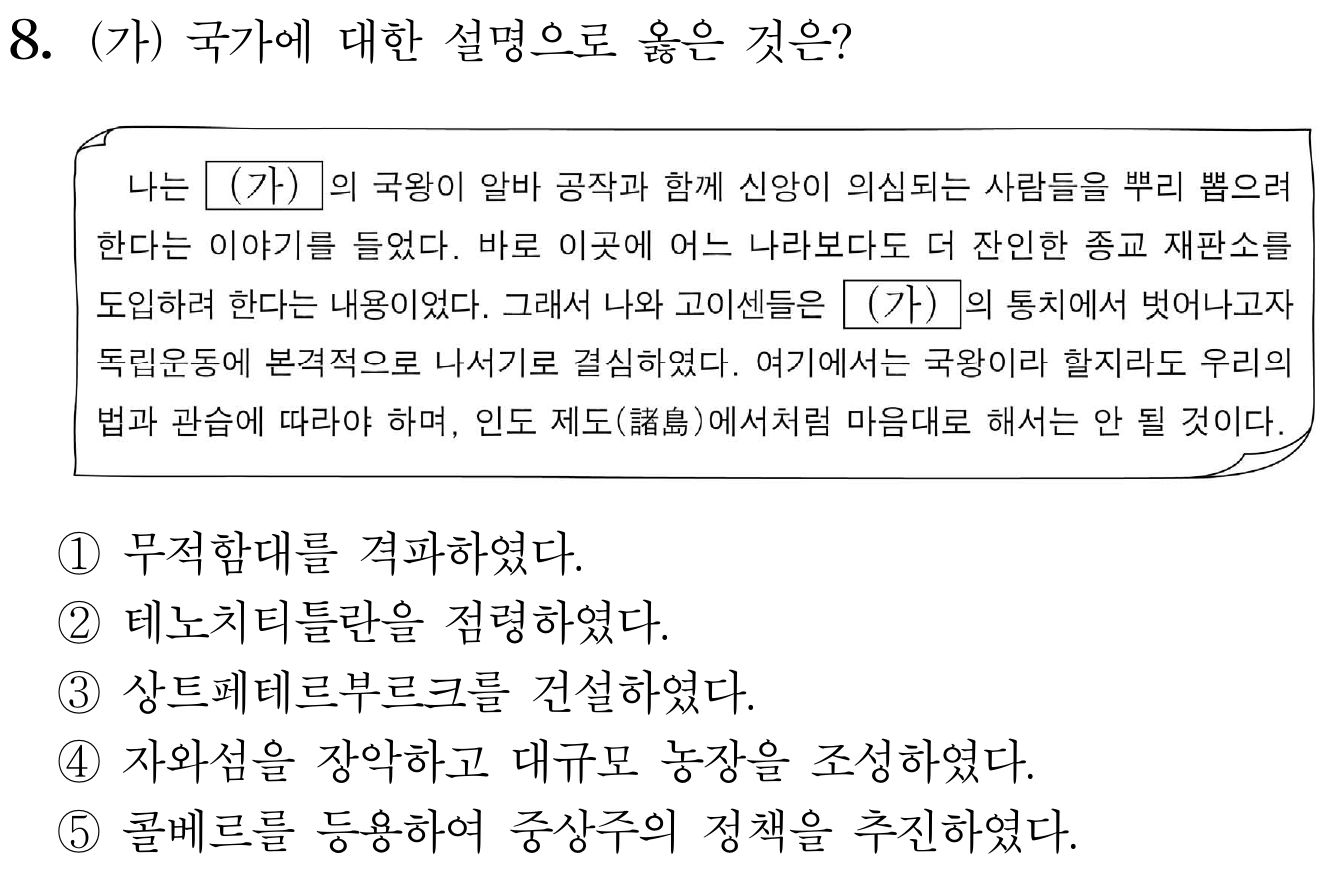 8. (가) 국가에 대한 설명으로 옳은 것은?
나는 (가) 의 국왕이 알바 공작과 함께 신앙이 의심되는 사람들을 뿌리 뽑으려
한다는 이야기를 들었다. 바로 이곳에 어느 나라보다도 더 잔인한 종교 재판소를
도입하려 한다는 내용이었다. 그래서 나와 고이센들은 (가) 의 통치에서 벗어나고자
독립운동에 본격적으로 나서기로 결심하였다. 여기에서는 국왕이라 할지라도 우리의
법과 관습에 따라야 하며, 인도 제도(諸島)에서처럼 마음대로 해서는 안 될 것이다.
① 무적함대를 격파하였다.
② 테노치티틀란을 점령하였다.
③ 상트페테르부르크를 건설하였다.
④ 자와섬을 장악하고 대규모 농장을 조성하였다.
⑤ 콜베르를 등용하여 중상주의 정책을 추진하였다.